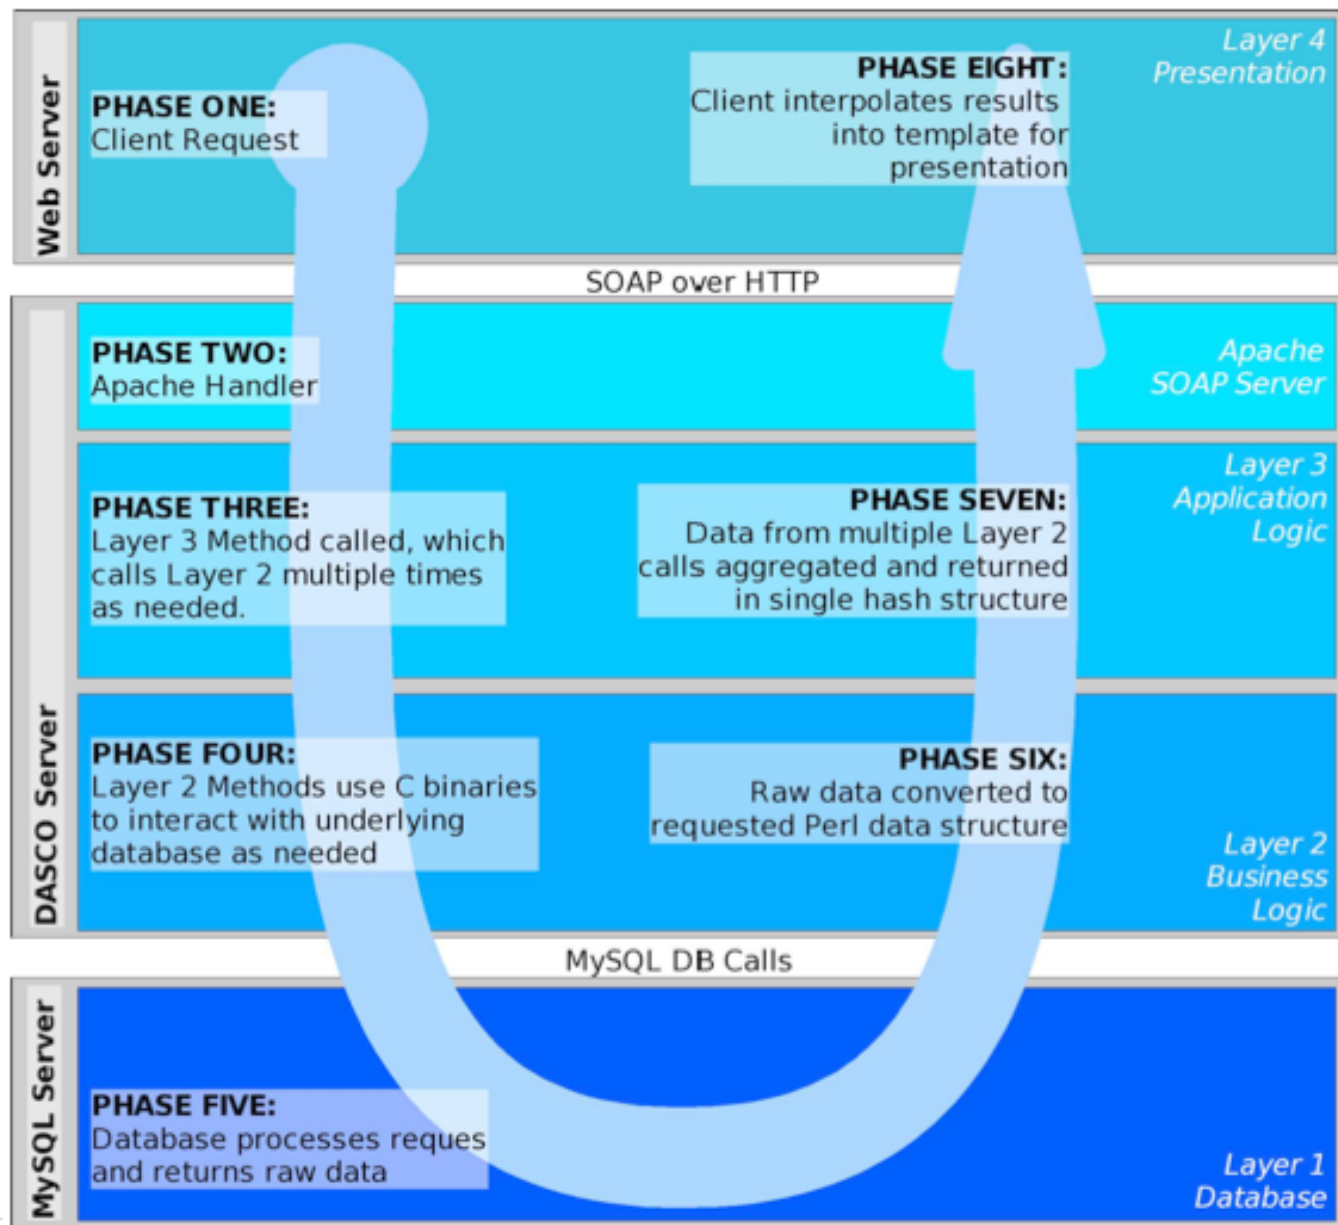 Web Server
PHASE ONE:
Client Request
PHASE EIGHT:
Client interpolates results
into template for
presentation
Layer 4
Presentation
SOAP over HTTP
DASCO Server
PHASE TWO:
Apache Handler
Apache
SOAP Server
PHASE THREE:
Layer 3 Method called, which
calls Layer 2 multiple times
as needed.
PHASE SEVEN:
Data from multiple Layer 2
calls aggregated and returned
in single hash structure
Layer 3
Application
Logic
PHASE FOUR:
Layer 2 Methods use C binaries
to interact with underlying
database as needed
PHASE SIX:
Raw data converted to
requested Perl data structure
Layer 2
Business
Logic
MySQL DB Calls
MySQL Server
PHASE FIVE:
Database processes reques
and returns raw data
Layer 1
Database